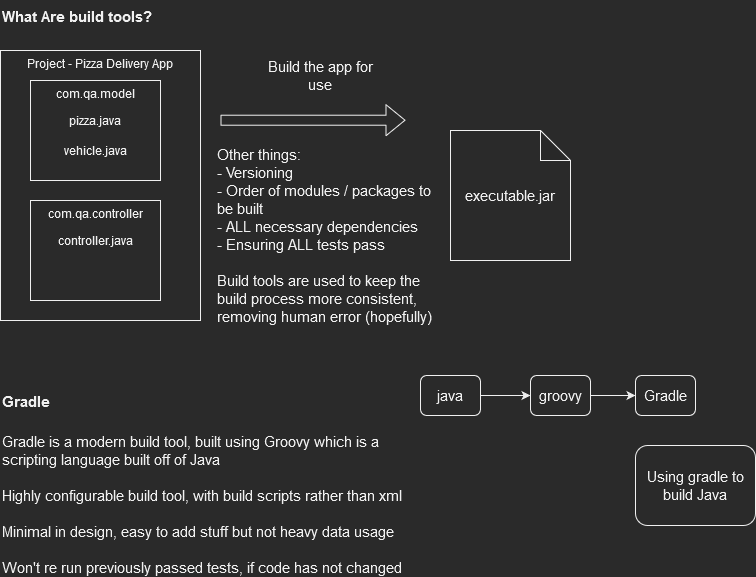 What Are build tools?
Project - Pizza Delivery App
com.qa.model
pizza.java
vehicle.java
com.qa.controller
controller.java
Build the app for
use
Other things:
- Versioning
- Order of modules / packages to
be built
- ALL necessary dependencies
- Ensuring ALL tests pass
Build tools are used to keep the
build process more consistent,
removing human error (hopefully)
executable.jar
java
groovy
Gradle
Using gradle to
build Java
Gradle
Gradle is a modern build tool, built using Groovy which is a
scripting language built off of Java
Highly configurable build tool, with build scripts rather than xml
Minimal in design, easy to add stuff but not heavy data usage
Won't re run previously passed tests, if code has not changed